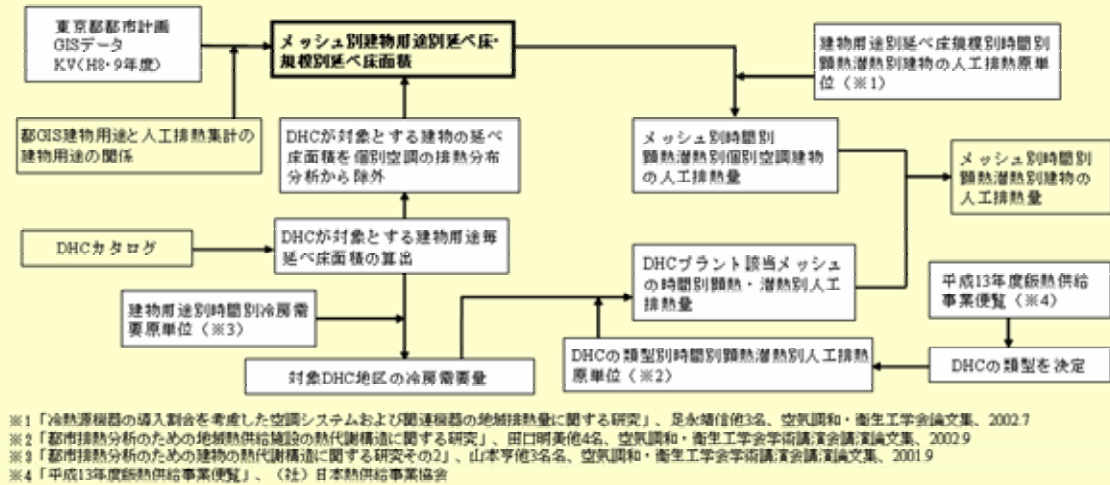 東京都都市計画
GISデータ
KV(H8・9年度)
メッシュ別建物用途別延べ床・
規模別延べ床面積
建物用途別延べ床規模別時間別
顕熱潜熱別建物の人工排熱原単
位（※1）
都GIS建物用途と人工排熱集計の
建物用途の関係
DHCが対象とする建物の延べ
床面積を個別空調の排熱分布
分析から除外
メッシュ別時間別
顕熱潜熱別個別空調建物
の人工排熱量
メッシュ別時間別
顕熱潜熱別建物の
人工排熱量
DHCカタログ
DHCが対象とする建物用途毎
延べ床面積の算出
DHCプラント該当メッシュ
の時間別顕熱・潜熱別人工
排熱量
平成13年度版熱供給
事業便覧（※4）
建物用途別時間別冷房需
要原単位（※3）
対象DHC地区の冷房需要量
DHCの類型別時間別顕熱潜熱別人工排熱
原単位（※2）
DHCの類型を決定
※1「冷熱源機器の導入割合を考慮した空調システムおよび関連機器の地域排熱量に関する研究」、足永靖信他3名、空気調和・衛生工学会論文集、2002.7
※2「都市排熱分析のための地域熱供給施設の熱代謝構造に関する研究」、田口明美他4名、空気調和・衛生工学会学術講演会講演論文集、2002.9
※3「都市排熱分析のための建物の熱代謝構造に関する研究その2」、山本亨他3名名、空気調和・衛生工学会学術講演会講演論文集、2001.9
※4「平成13年度版熱供給事業便覧」、（社）日本熱供給事業協会